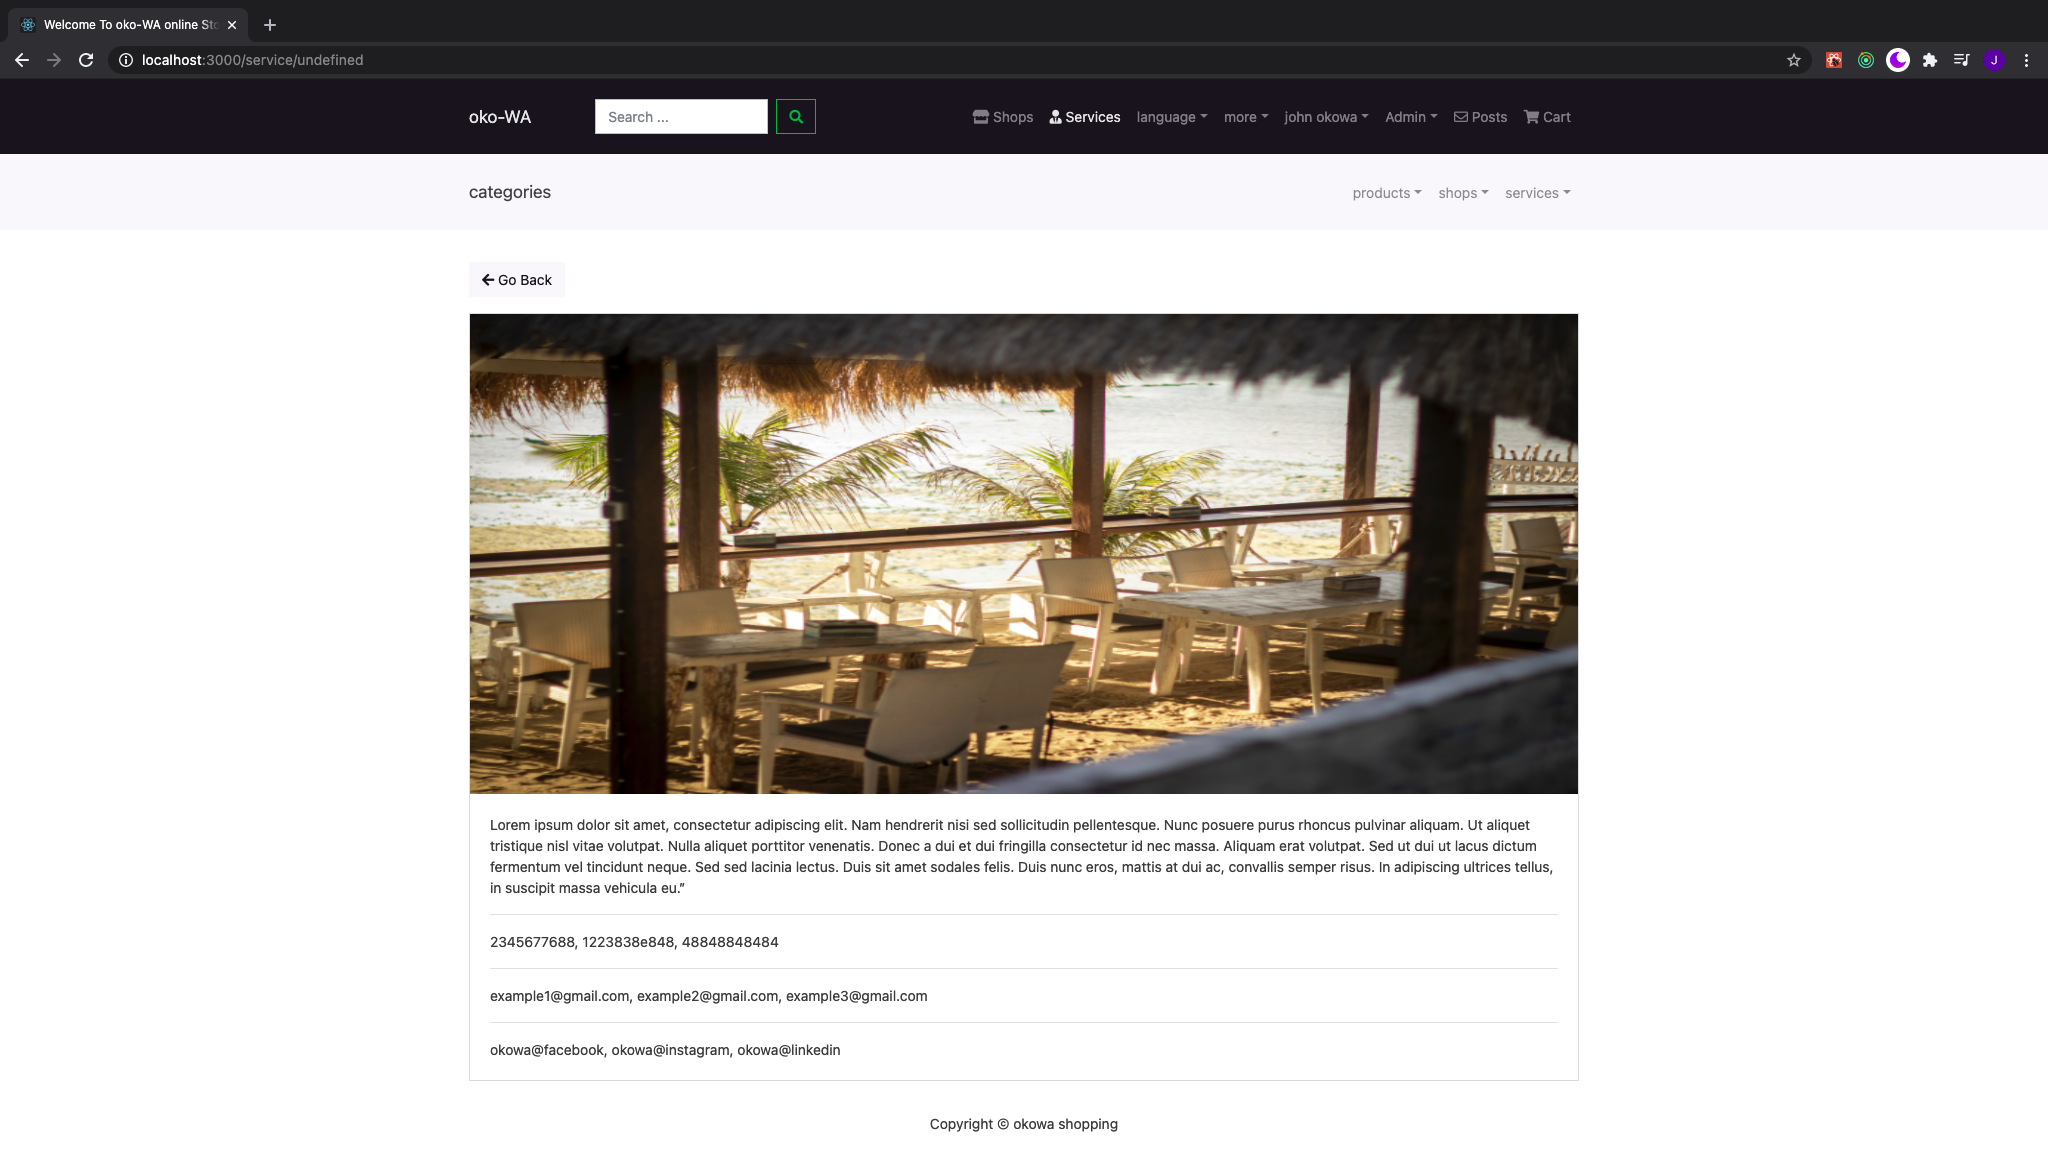 Welcome To oko-WA online Sto
localhost:3000/service/undefined
J
oko-WA
Search ...
Shops
Services
language
more
john okowa
Admin
Posts
Cart
categories
products
shops
services
Go Back
Lorem ipsum dolor sit amet, consectetur adipiscing elit. Nam hendrerit nisi sed sollicitudin pellentesque. Nunc posuere purus rhoncus pulvinar aliquam. Ut aliquet
tristique nisl vitae volutpat. Nulla aliquet porttitor venenatis. Donec a dui et dui fringilla consectetur id nec massa. Aliquam erat volutpat. Sed ut dui ut lacus dictum
fermentum vel tincidunt neque. Sed sed lacinia lectus. Duis sit amet sodales felis. Duis nunc eros, mattis at dui ac, convallis semper risus. In adipiscing ultrices tellus,
in suscipit massa vehicula eu.”
2345677688, 1223838e848, 48848848484
example1@gmail.com, example2@gmail.com, example3@gmail.com
okowa@facebook, okowa@instagram, okowa@linkedin
Copyright © okowa shopping